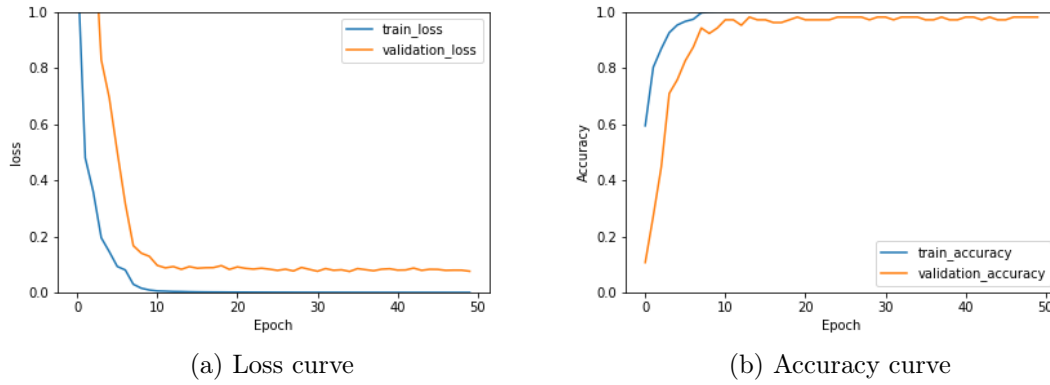 1.0
0.8
0.6
0.4
0.2
0.0
loss
train_loss
validation_loss
0 10 20 30 40 50
Epoch
(a) Loss curve
1.0
0.8
0.6
0.4
0.2
0.0
Accuracy
train_accuracy
validation_accuracy
0 10 20 30 40 50
Epoch
(b) Accuracy curve